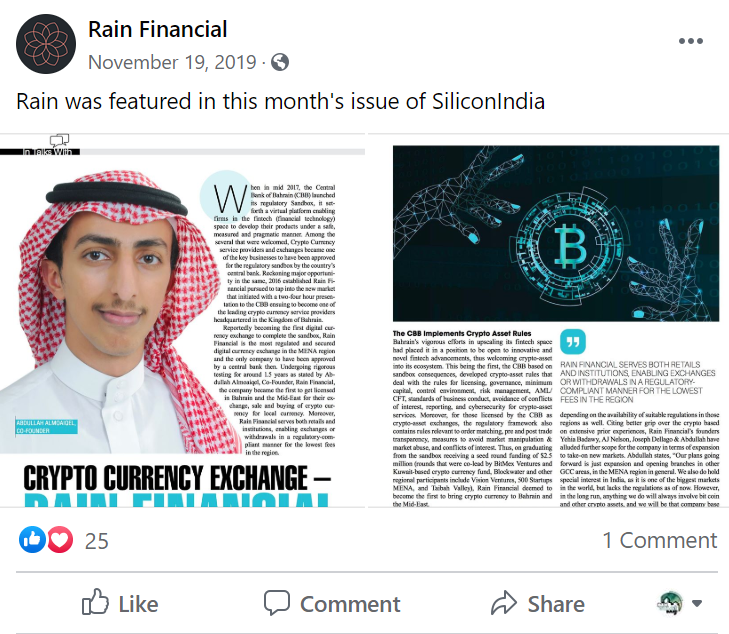 Rain Financial
November 19, 2019 ·
Rain was featured in this month's issue of SiliconIndia
In Talks With
When in mid 2017, the Central
Bank of Bahrain (CBB) launched
its regulatory Sandbox, it set-
forth a virtual platform enabling
firms in the fintech (financial technology)
space to develop their products under a safe,
measured and pragmatic manner. Among the
several that were welcomed, Crypto Currency
service providers and exchanges became one
of the key businesses to have been approved
for the regulatory sandbox by the country's
central bank. Reckoning major opportuni-
ty in the same, 2016 established Rain Fi-
nancial pursued to tap into the new market
that initiated with a two-four hour presen-
tation to the CBB ensuing to become one of
the leading crypto currency service providers
headquartered in the Kingdom of Bahrain.
Reportedly becoming the first digital cur-
rency exchange to complete the sandbox, Rain
Financial is the most regulated and secured
digital currency exchange in the MENA region
and the only company to have been approved
by a central bank then. Undergoing rigorous
testing for around 1.5 years as stated by Ab-
dullah Almoaiqel, Co-Founder, Rain Financial,
the company became the first to get licensed
in Bahrain and the Mid-East for their ex-
change, sale and buying of crypto cur-
rency for local currency. Moreover,
Rain Financial serves both retails and
institutions, enabling exchanges or
withdrawals in a regulatory-com-
pliant manner for the lowest fees
in the region.
ABDULLAH ALMOAIQEL,
CO-FOUNDER
CRYPTO CURRENCY EXCHANGE –
RAIN FINANCIAL
The CBB Implements Crypto Asset Rules
Bahrain's vigorous efforts in upscaling its fintech space
had placed it in a position to be open to innovative and
novel fintech advancements, thus welcoming crypto-asset
into its ecosystem. This being the first, the CBB based on
sandbox consequences, developed crypto-asset rules that
deal with the rules for licensing, governance, minimum
capital, control environment, risk management, AML/
CFT, standards of business conduct, avoidance of conflicts
of interest, reporting, and cybersecurity for crypto-asset
services. Moreover, for those licensed by the CBB as
crypto-asset exchanges, the regulatory framework also
contains rules relevant to order matching, pre and post trade
transparency, measures to avoid market manipulation &
market abuse, and conflicts of interest. Thus, on graduating
from the sandbox receiving a seed round funding of $2.5
million (rounds that were co-lead by BitMex Ventures and
Kuwait-based crypto currency fund, Blockwater and other
regional participants include Vision Ventures, 500 Startups
MENA, and Taibah Valley), Rain Financial deemed to
become the first to bring crypto currency to Bahrain and
the Mid-East.
RAIN FINANCIAL SERVES BOTH RETAILS
AND INSTITUTIONS, ENABLING EXCHANGES
OR WITHDRAWALS IN A REGULATORY-
COMPLIANT MANNER FOR THE LOWEST
FEES IN THE REGION
depending on the availability of suitable regulations in those
regions as well. Citing better grip over the crypto based
on extensive prior experiences, Rain Financial's founders
Yehia Badawy, AJ Nelson, Joseph Dallago & Abdullah have
alluded further scope for the company in terms of expansion
to take-on new markets. Abdullah states, "Our plans going
forward is just expansion and opening branches in other
GCC areas, in the MENA region in general. We also do hold
special interest in India, as it is one of the biggest markets
in the world, but lacks the regulations as of now. However,
in the long run, anything we do will always involve bit coin
and other crypto assets, and we will be that company base
25
1 Comment
Like
Comment
Share